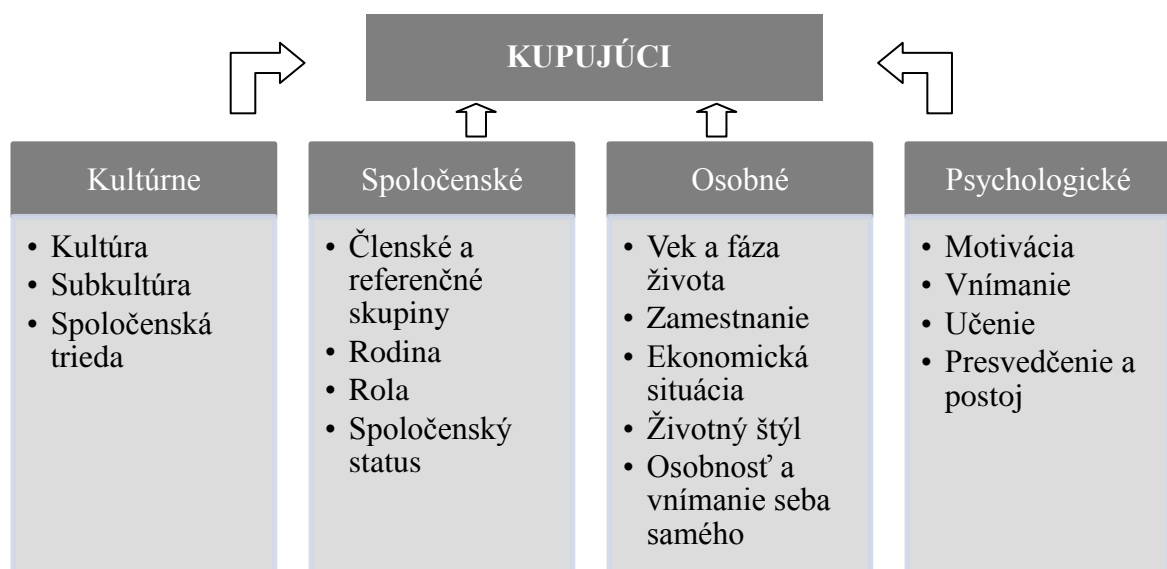 KUPUJÚCI
Kultúrne
• Kultúra
• Subkultúra
• Spoločenská
trieda
Spoločenské
• Členské a
referenčné
skupiny
• Rodina
• Rola
• Spoločenský
status
Osobné
• Vek a fáza
života
• Zamestnanie
• Ekonomická
situácia
• Životný štýl
• Osobnosť a
vnímanie seba
samého
Psychologické
• Motivácia
• Vnímanie
• Učenie
• Presvedčenie a
postoj